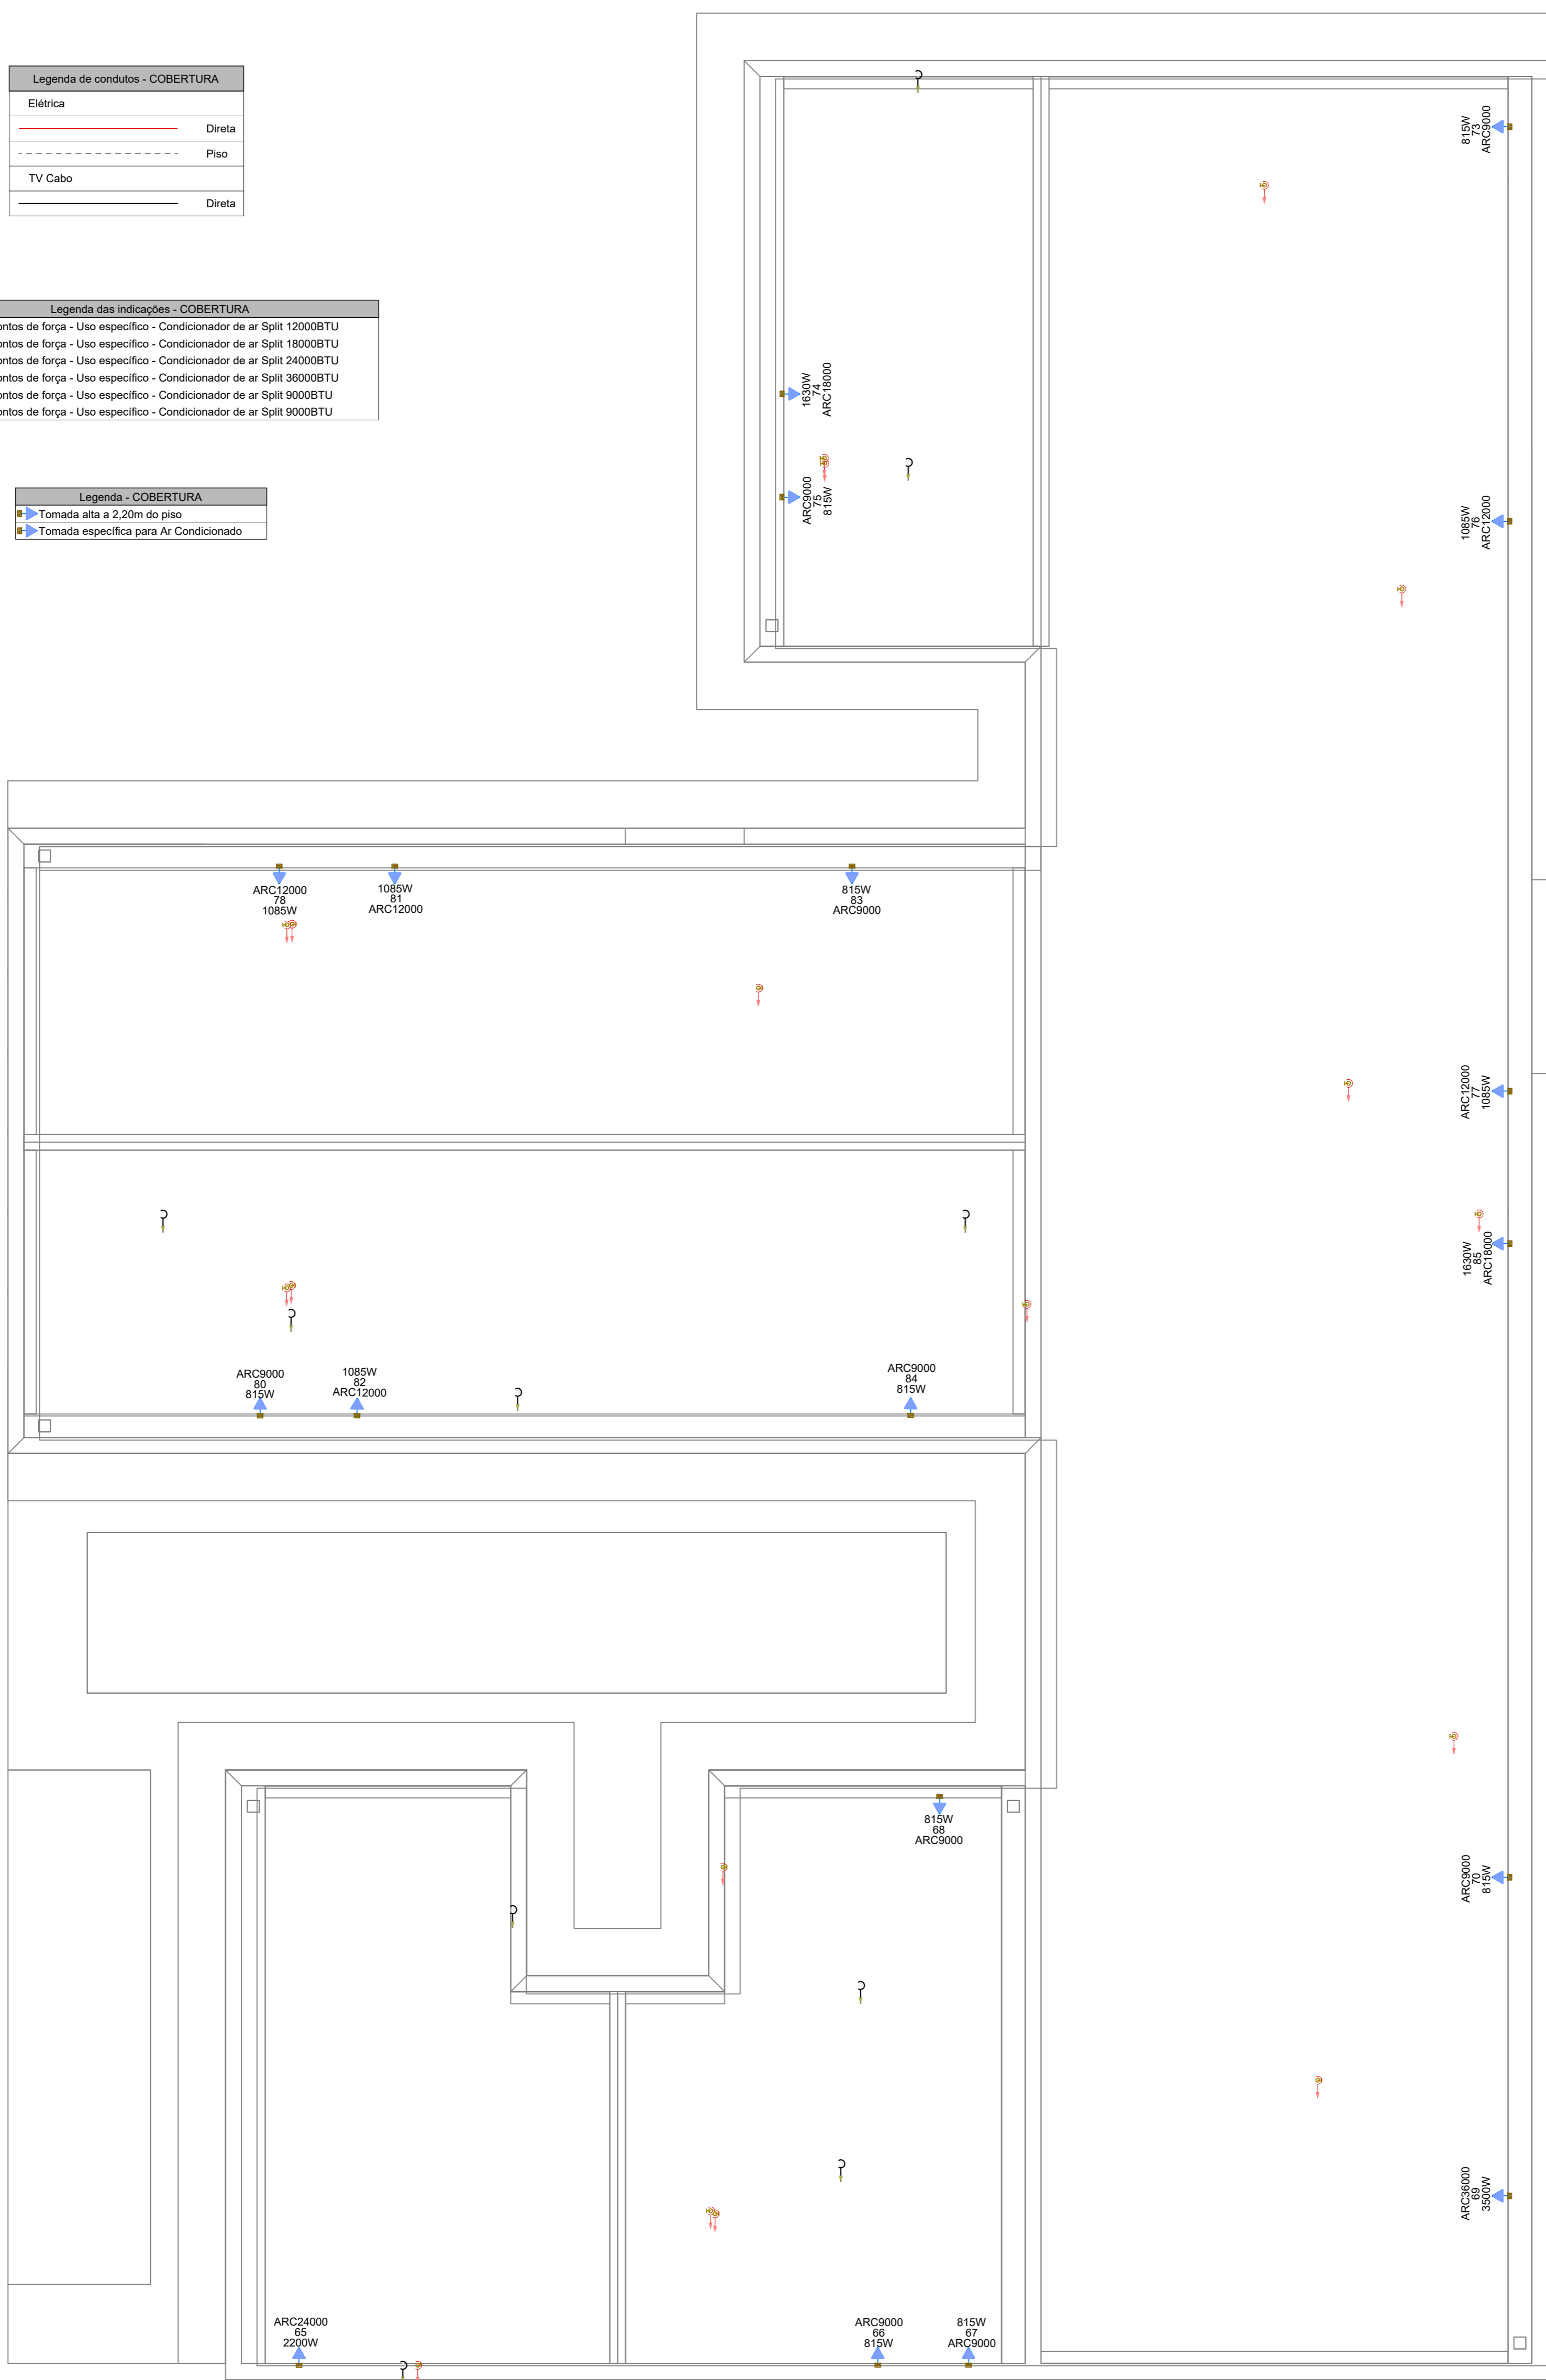 Legenda de condutos - COBERTURA
Elétrica
Direta
Piso
TV Cabo
Direta
Legenda das indicações - COBERTURA
ontos de força - Uso específico - Condicionador de ar Split 12000BTU
ontos de força - Uso específico - Condicionador de ar Split 18000BTU
ontos de força - Uso específico - Condicionador de ar Split 24000BTU
ontos de força - Uso específico - Condicionador de ar Split 36000BTU
ontos de força - Uso específico - Condicionador de ar Split 9000BTU
ontos de força - Uso específico - Condicionador de ar Split 9000BTU
Legenda - COBERTURA
Tomada alta a 2,20m do piso
Tomada específica para Ar Condicionado
815W
73
ARC9000
1630W
74
ARC18000
ARC9000
75
815W
1085W
76
ARC12000
ARC12000
78
1085W
1085W
81
ARC12000
815W
83
ARC9000
ARC12000
77
1085W
1630W
85
ARC18000
ARC9000
80
815W
1085W
82
ARC12000
ARC9000
84
815W
815W
68
ARC9000
ARC9000
70
815W
ARC36000
69
3500W
ARC24000
65
2200W
ARC9000
66
815W
815W
67
ARC9000